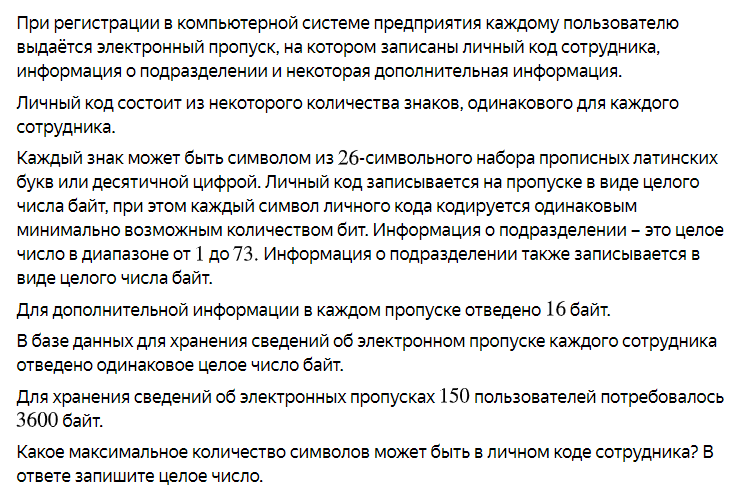 При регистрации в компьютерной системе предприятия каждому пользователю
выдаётся электронный пропуск, на котором записаны личный код сотрудника,
информация о подразделении и некоторая дополнительная информация.
Личный код состоит из некоторого количества знаков, одинакового для каждого
сотрудника.
Каждый знак может быть символом из 26-символьного набора прописных латинских
букв или десятичной цифрой. Личный код записывается на пропуске в виде целого
числа байт, при этом каждый символ личного кода кодируется одинаковым
минимально возможным количеством бит. Информация о подразделении – это целое
число в диапазоне от 1 до 73. Информация о подразделении также записывается в
виде целого числа байт.
Для дополнительной информации в каждом пропуске отведено 16 байт.
В базе данных для хранения сведений об электронном пропуске каждого сотрудника
отведено одинаковое целое число байт.
Для хранения сведений об электронных пропусках 150 пользователей потребовалось
3600 байт.
Какое максимальное количество символов может быть в личном коде сотрудника? В
ответе запишите целое число.